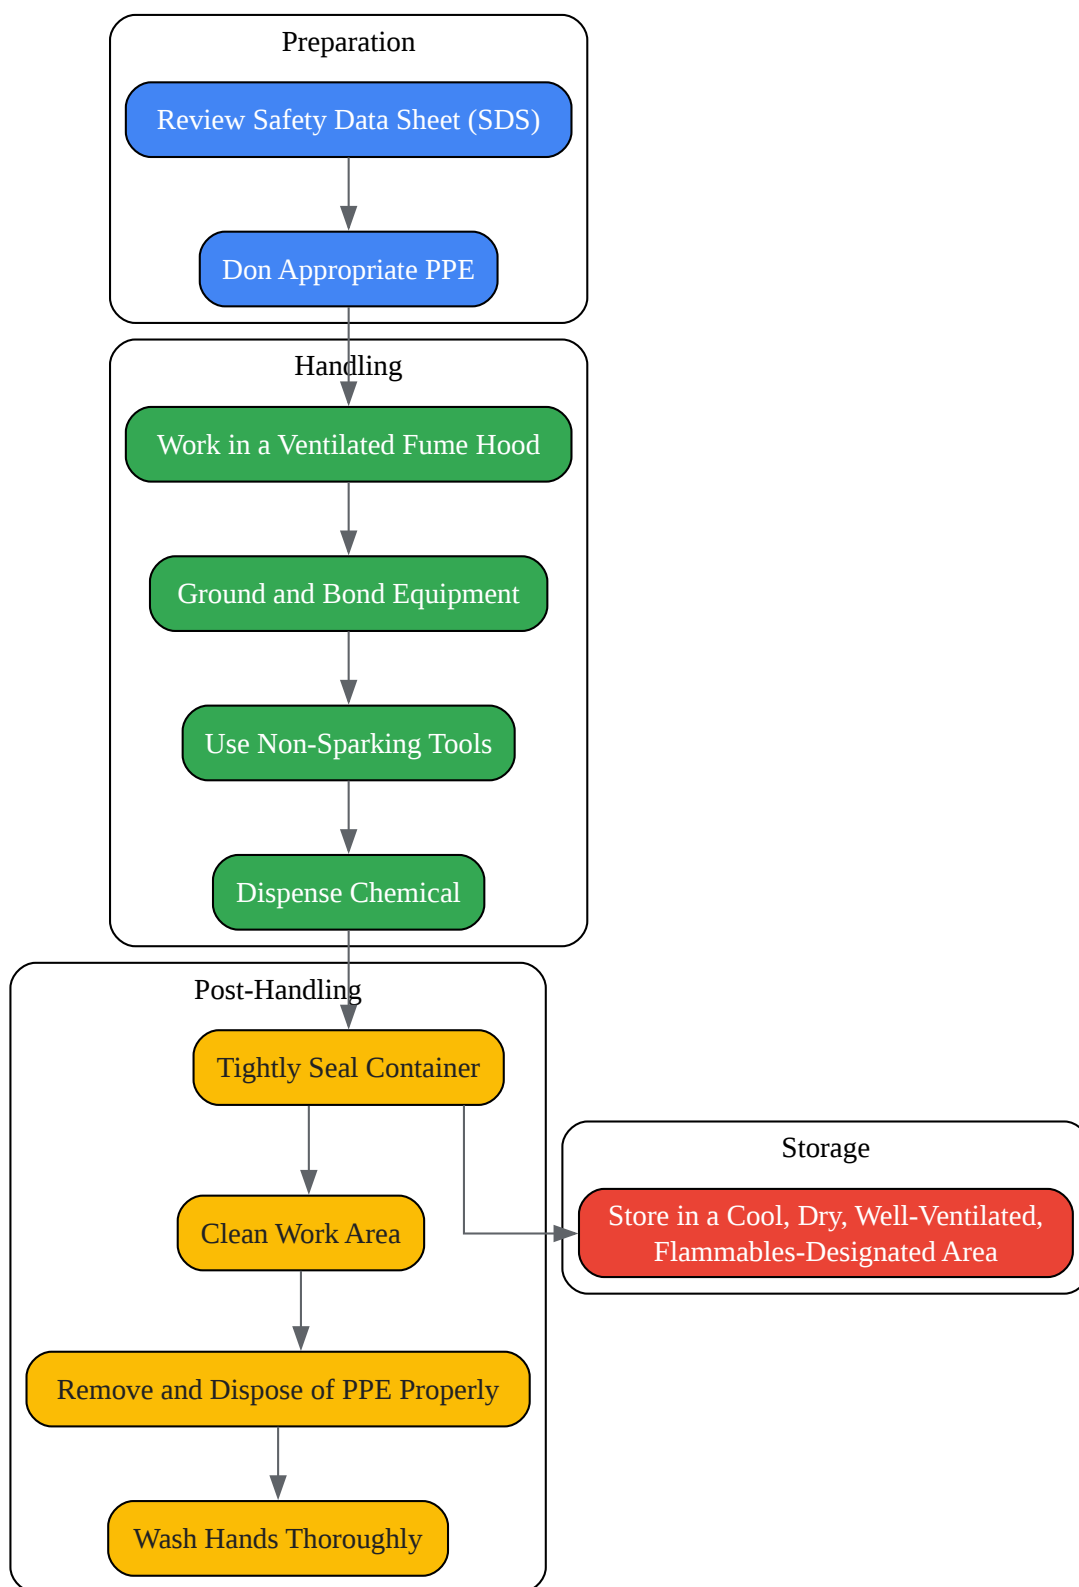 Preparation
Review Safety Data Sheet (SDS)
Don Appropriate PPE
Handling
Work in a Ventilated Fume Hood
Ground and Bond Equipment
Use Non-Sparking Tools
Dispense Chemical
Post-Handling
Tightly Seal Container
Storage
Store in a Cool, Dry, Well-Ventilated,
Flammables-Designated Area
Clean Work Area
Remove and Dispose of PPE Properly
Wash Hands Thoroughly